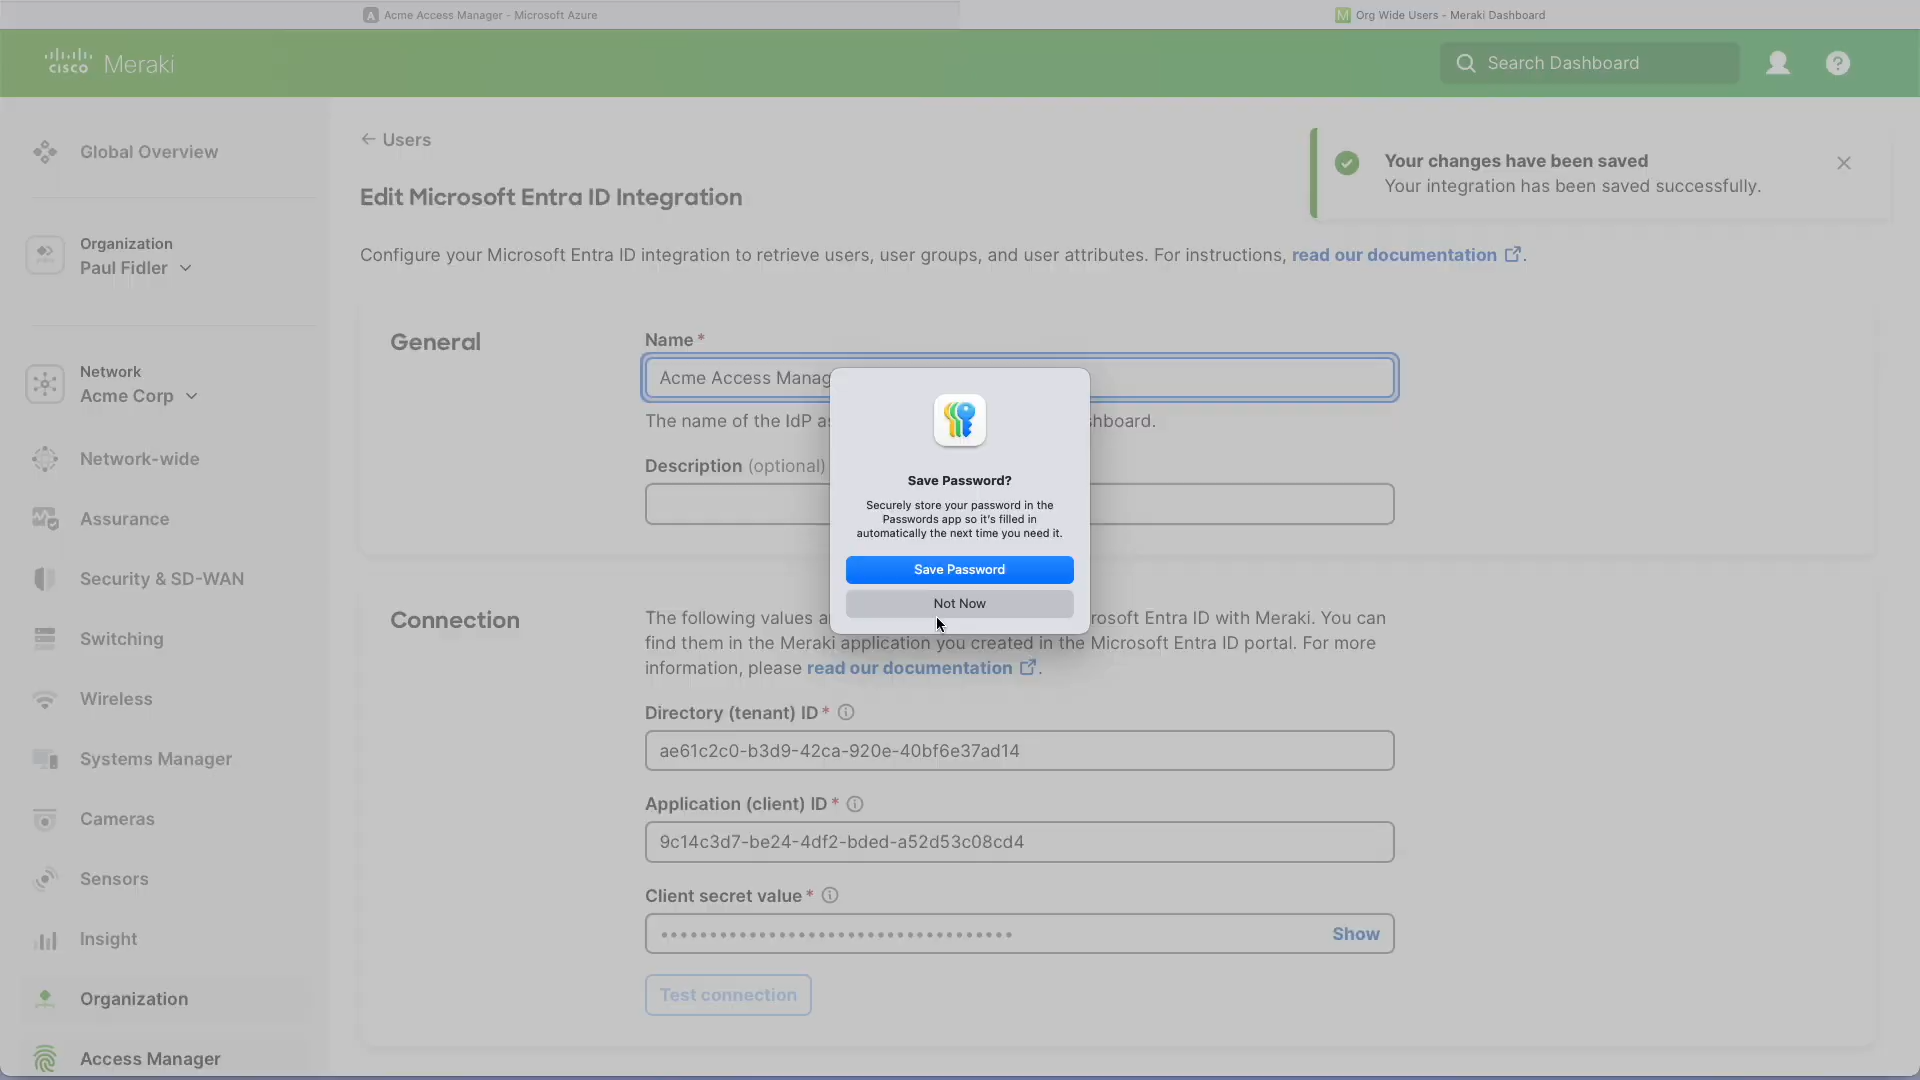 Acme Access Manager - Microsoft Azure
Org Wide Users - Meraki Dashboard
cisco Meraki
Search Dashboard
Global Overview
Organization
Paul Fidler
Network
Acme Corp
Network-wide
Assurance
Security & SD-WAN
Switching
Wireless
Systems Manager
Cameras
Sensors
Insight
Organization
Access Manager
← Users
Your changes have been saved
Your integration has been saved successfully.
Edit Microsoft Entra ID Integration
Configure your Microsoft Entra ID integration to retrieve users, user groups, and user attributes. For instructions, read our documentation.
General
Name *
Acme Access Manag
The name of the IdP
Description (optional)
Save Password?
Securely store your password in the
Passwords app so it's filled in
automatically the next time you need it.
Save Password
Not Now
Connection
The following values rosoft Entra ID with Meraki. You can
find them in the Meraki application you created in the Microsoft Entra ID portal. For more
information, please read our documentation.
Directory (tenant) ID *
ae61c2c0-b3d9-42ca-920e-40bf6e37ad14
Application (client) ID *
9c14c3d7-be24-4df2-bded-a52d53c08cd4
Client secret value *
••••••••••••••••••••••••••••••••••••
Show
Test connection